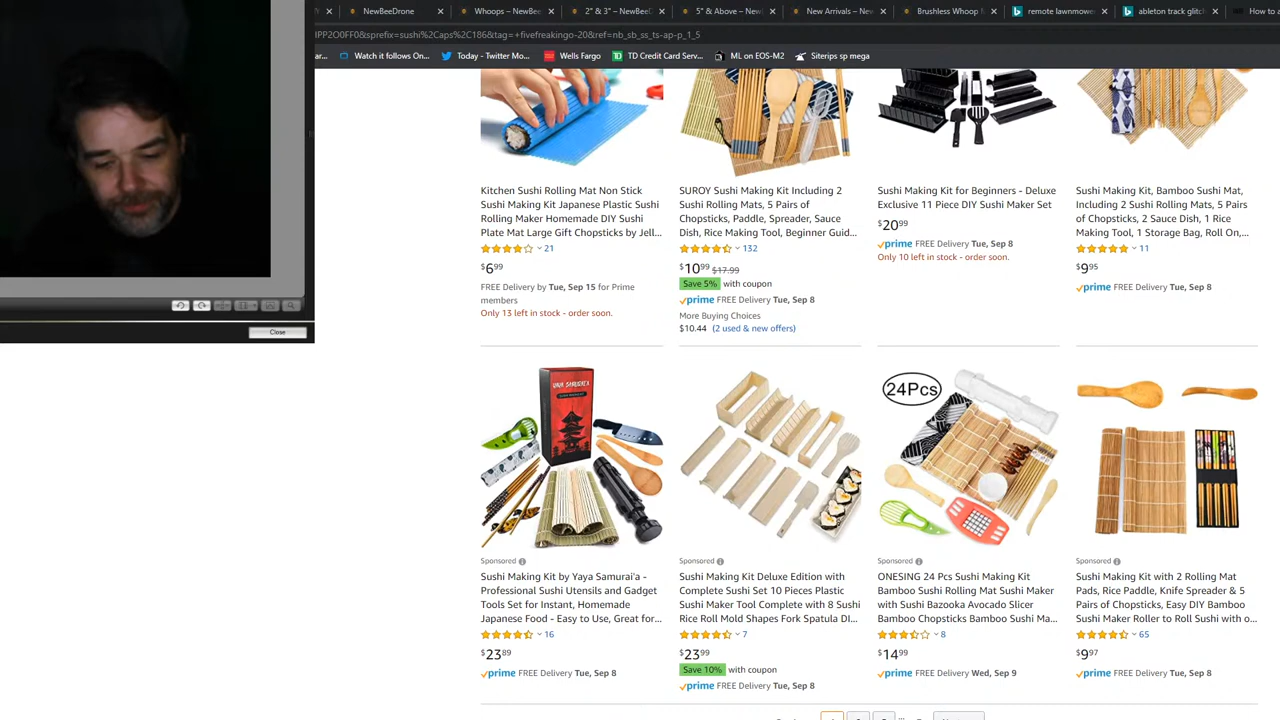 NewBeeDrone
Whoops – NewBe
2" & 3" – NewBeeD
5" & Above – New
New Arrivals – New
Brushless Whoop
remote lawnmower
ableton track glitch
How to a
IPP2O0FF0&sprefix=sushi%2Caps%2C186&tag=+fivefreakingo-20&ref=nb_sb_ss_ts-ap-p_1_5
Watch it follows On...
Today - Twitter Mo...
Wells Fargo
TD Credit Card Serv...
ML on EOS-M2
Siterips sp mega
Kitchen Sushi Rolling Mat Non Stick
Sushi Making Kit Japanese Plastic Sushi
Rolling Maker Homemade DIY Sushi
Plate Mat Large Gift Chopsticks by Jell...
21
$6.99
FREE Delivery by Tue, Sep 15 for Prime
members
Only 13 left in stock - order soon.
SUROY Sushi Making Kit Including 2
Sushi Rolling Mats, 5 Pairs of
Chopsticks, Paddle, Spreader, Sauce
Dish, Rice Making Tool, Beginner Guid...
132
$10.99 $17.99
Save 5% with coupon
prime FREE Delivery Tue, Sep 8
More Buying Choices
$10.44 (2 used & new offers)
Sushi Making Kit for Beginners - Deluxe
Exclusive 11 Piece DIY Sushi Maker Set
$20.99
prime FREE Delivery Tue, Sep 8
Only 10 left in stock - order soon.
Sushi Making Kit, Bamboo Sushi Mat,
Including 2 Sushi Rolling Mats, 5 Pairs
of Chopsticks, 2 Sauce Dish, 1 Rice
Making Tool, 1 Storage Bag, Roll On,...
11
$9.95
prime FREE Delivery Tue, Sep 8
Close
24Pcs
Sponsored
Sushi Making Kit by Yaya Samurai'a -
Professional Sushi Utensils and Gadget
Tools Set for Instant, Homemade
Japanese Food - Easy to Use, Great for...
16
$23.89
prime FREE Delivery Tue, Sep 8
Sponsored
Sushi Making Kit Deluxe Edition with
Complete Sushi Set 10 Pieces Plastic
Sushi Maker Tool Complete with 8 Sushi
Rice Roll Mold Shapes Fork Spatula DI...
7
$23.99
Save 10% with coupon
prime FREE Delivery Tue, Sep 8
Sponsored
ONESING 24 Pcs Sushi Making Kit
Bamboo Sushi Rolling Mat Sushi Maker
with Sushi Bazooka Avocado Slicer
Bamboo Chopsticks Bamboo Sushi Ma...
8
$14.99
prime FREE Delivery Wed, Sep 9
Sponsored
Sushi Making Kit with 2 Rolling Mat
Pads, Rice Paddle, Knife Spreader & 5
Pairs of Chopsticks, Easy DIY Bamboo
Sushi Maker Roller to Roll Sushi with o...
65
$9.97
prime FREE Delivery Tue, Sep 8